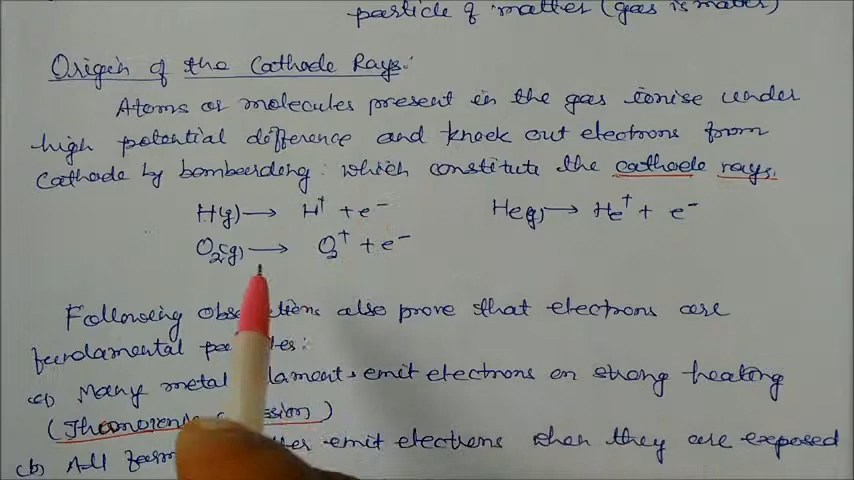 particle of matter (gas is matter)
Origin of the Cathode Rays:
Atoms or molecules present in the gas ionise under
high potential difference and knock out electrons from
cathode by bombarding: which constitute the cathode rays.
H(g) → H⁺ + e⁻ He(g) → He⁺ + e⁻
O₂(g) → O₂⁺ + e⁻
Following also prove that electrons are
fundamental
(a) Many metal emit electrons on strong heating
(b) All emit electrons when they are exposed